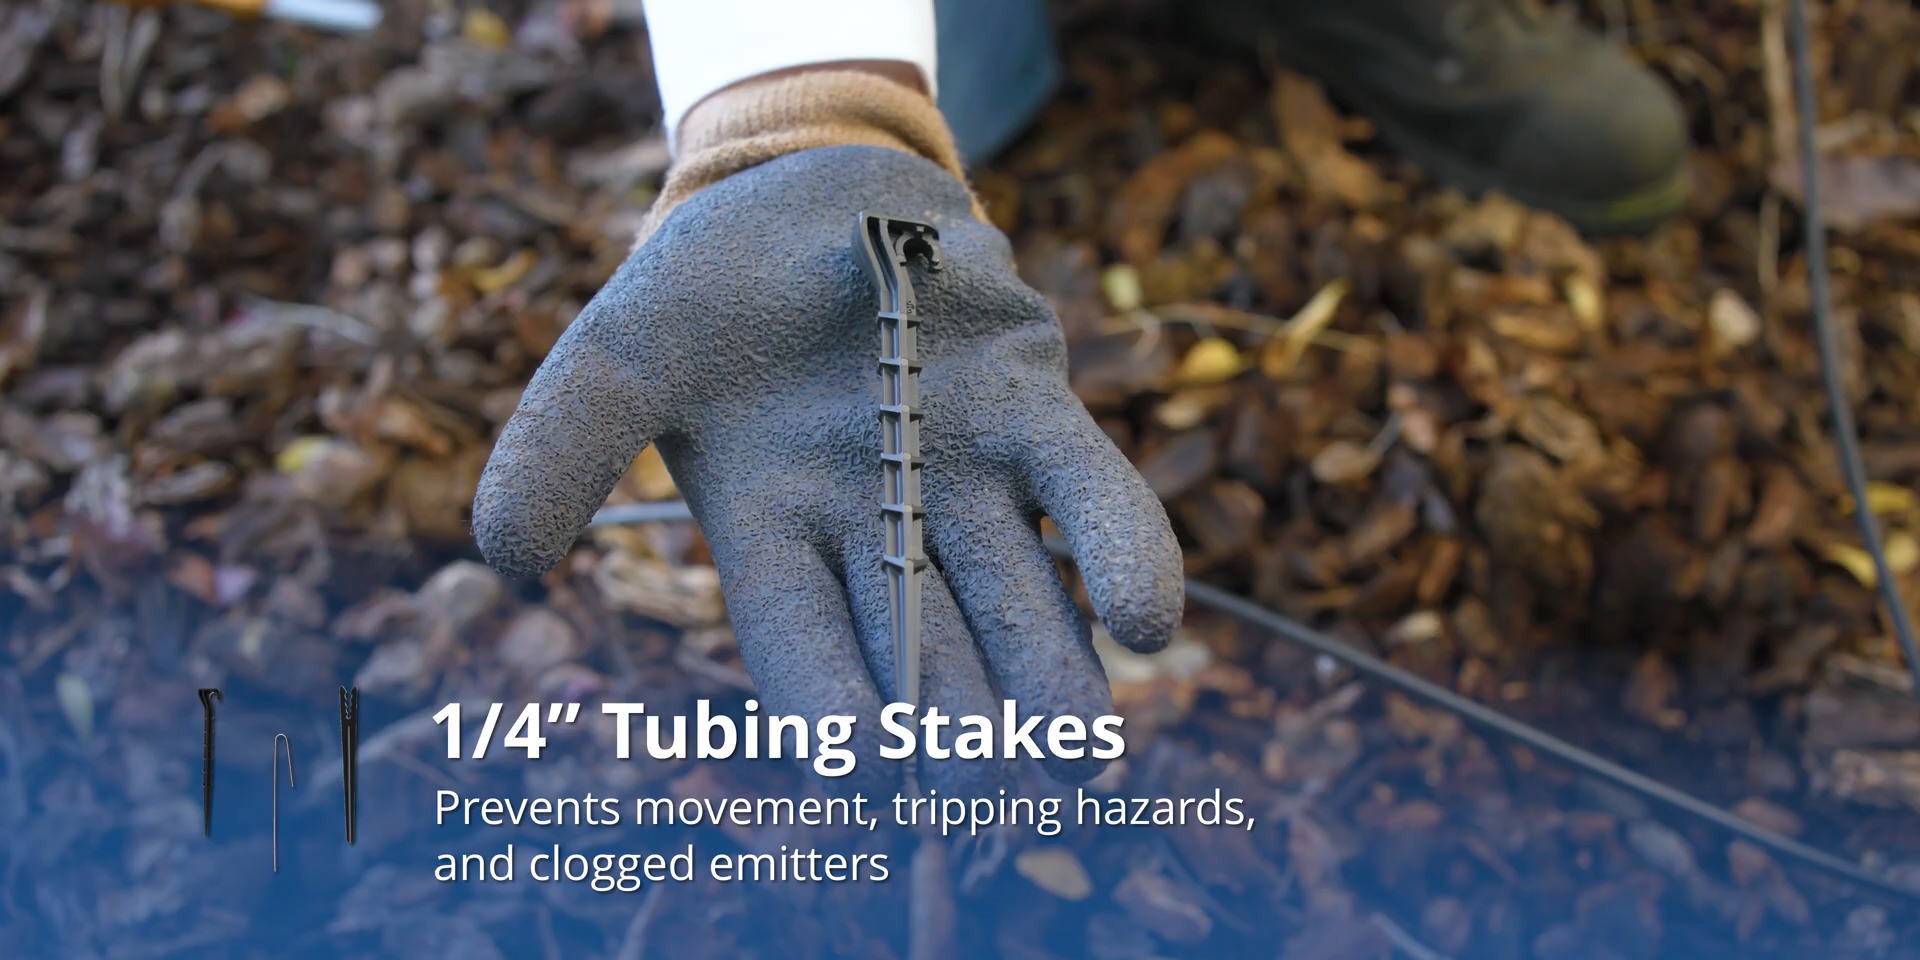 1/4” Tubing Stakes
Prevents movement, tripping hazards,
and clogged emitters